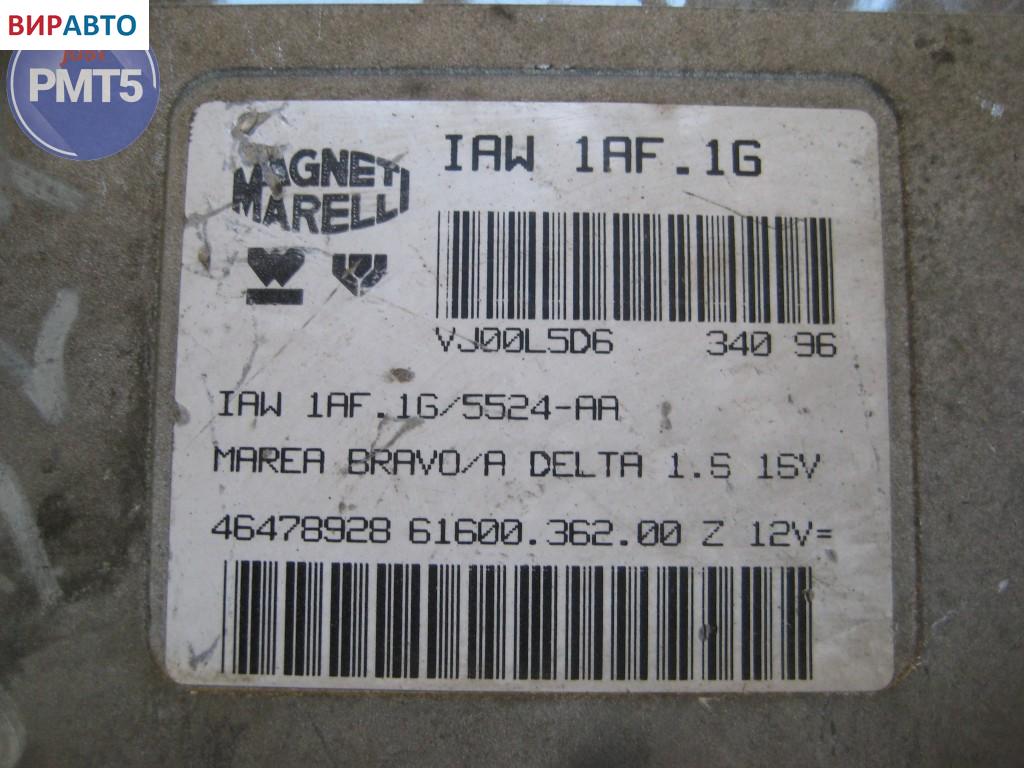 ВИРАВТО
PMT5
MAGNETI
MARELLI
IAW 1AF.1G
VJ00L5D6 340 96
IAW 1AF.1G/5524-AA
MAREA BRAVO/A DELTA 1.6 16V
46478928 61600.362.00 Z 12V=